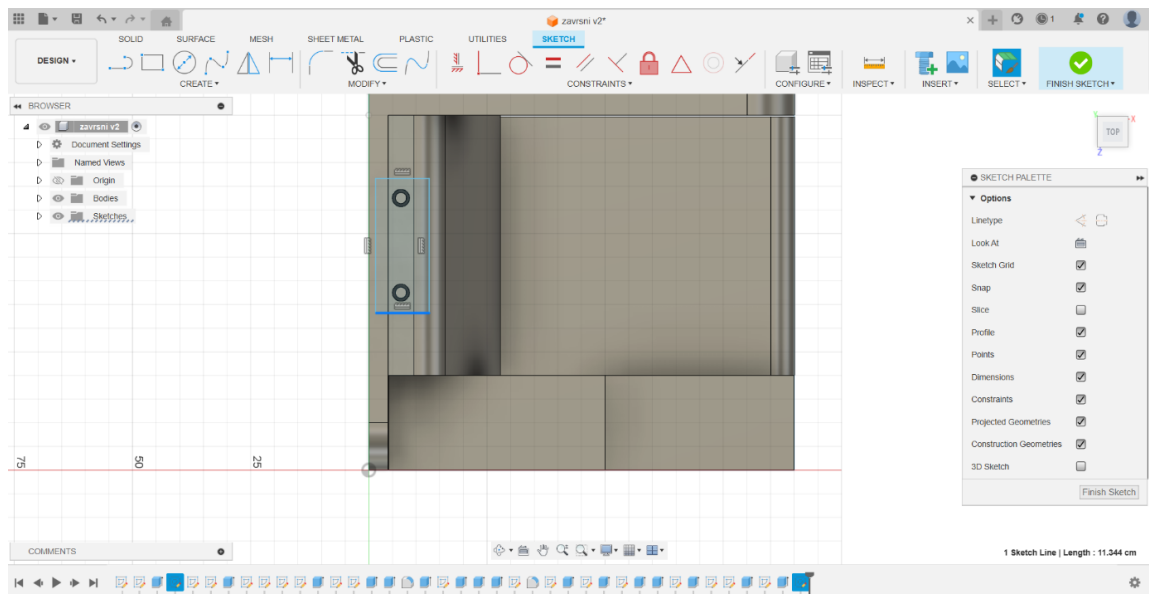 zavrsni v2*
1
SOLID SURFACE MESH SHEET METAL PLASTIC UTILITIES SKETCH
DESIGN
CREATE MODIFY CONSTRAINTS CONFIGURE INSPECT INSERT SELECT FINISH SKETCH
BROWSER
zavrsni v2
Document Settings
Named Views
Origin
Bodies
Sketches
TOP
X
Y
Z
SKETCH PALETTE
Options
Linetype
Look At
Sketch Grid
Snap
Slice
Profile
Points
Dimensions
Constraints
Projected Geometries
Construction Geometries
3D Sketch
Finish Sketch
75 50 25
COMMENTS
1 Sketch Line | Length : 11.344 cm